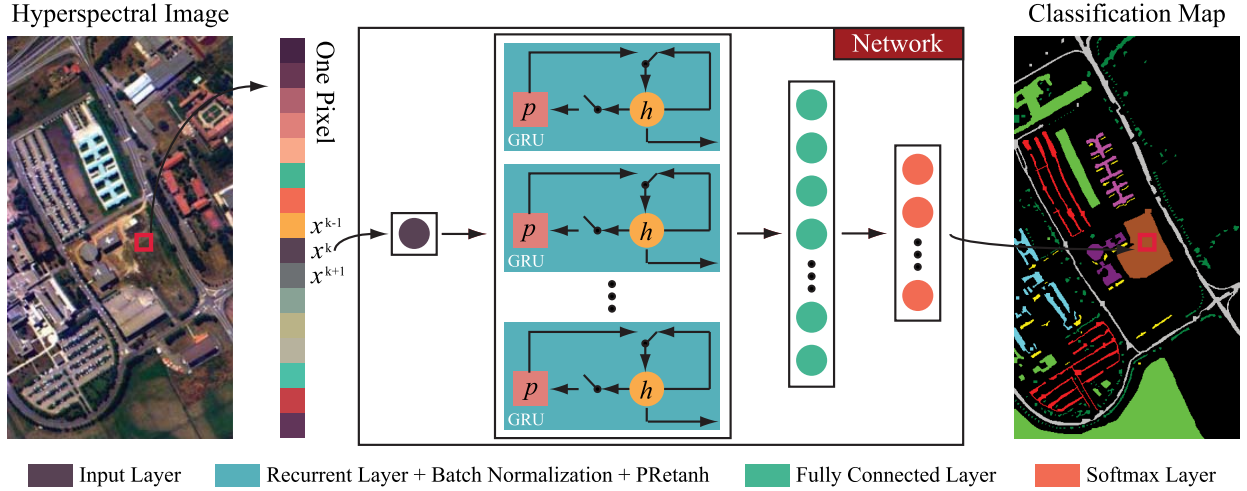 Hyperspectral Image
Classification Map
One Pixel
Network
x^{k-1}
x^{k}
x^{k+1}
p
h
GRU
p
h
GRU
p
h
GRU
Input Layer
Recurrent Layer + Batch Normalization + PRetanh
Fully Connected Layer
Softmax Layer